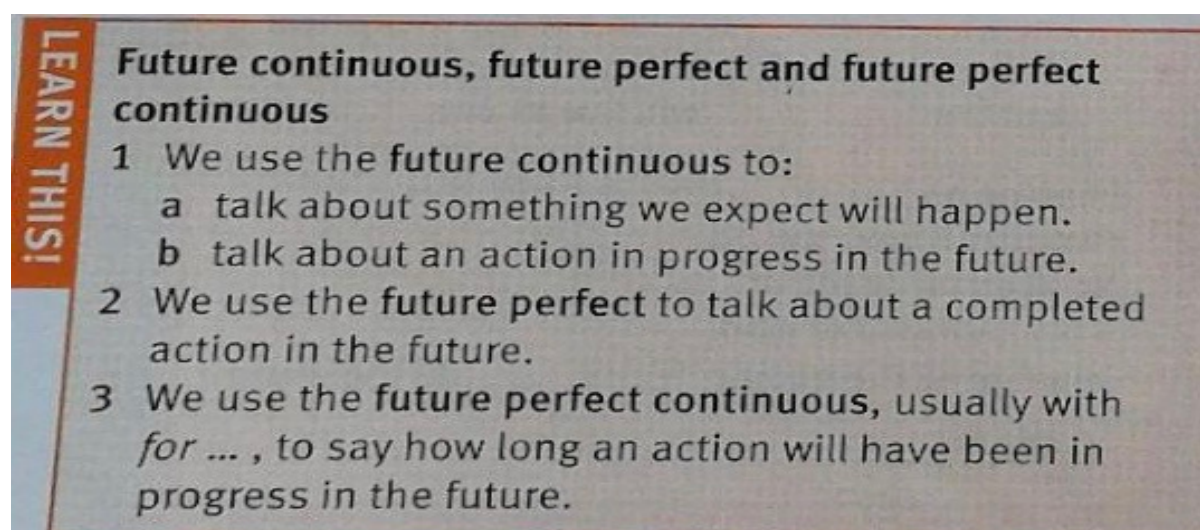 LEARN THIS!
Future continuous, future perfect and future perfect
continuous
1 We use the future continuous to:
a talk about something we expect will happen.
b talk about an action in progress in the future.
2 We use the future perfect to talk about a completed
action in the future.
3 We use the future perfect continuous, usually with
for ... , to say how long an action will have been in
progress in the future.